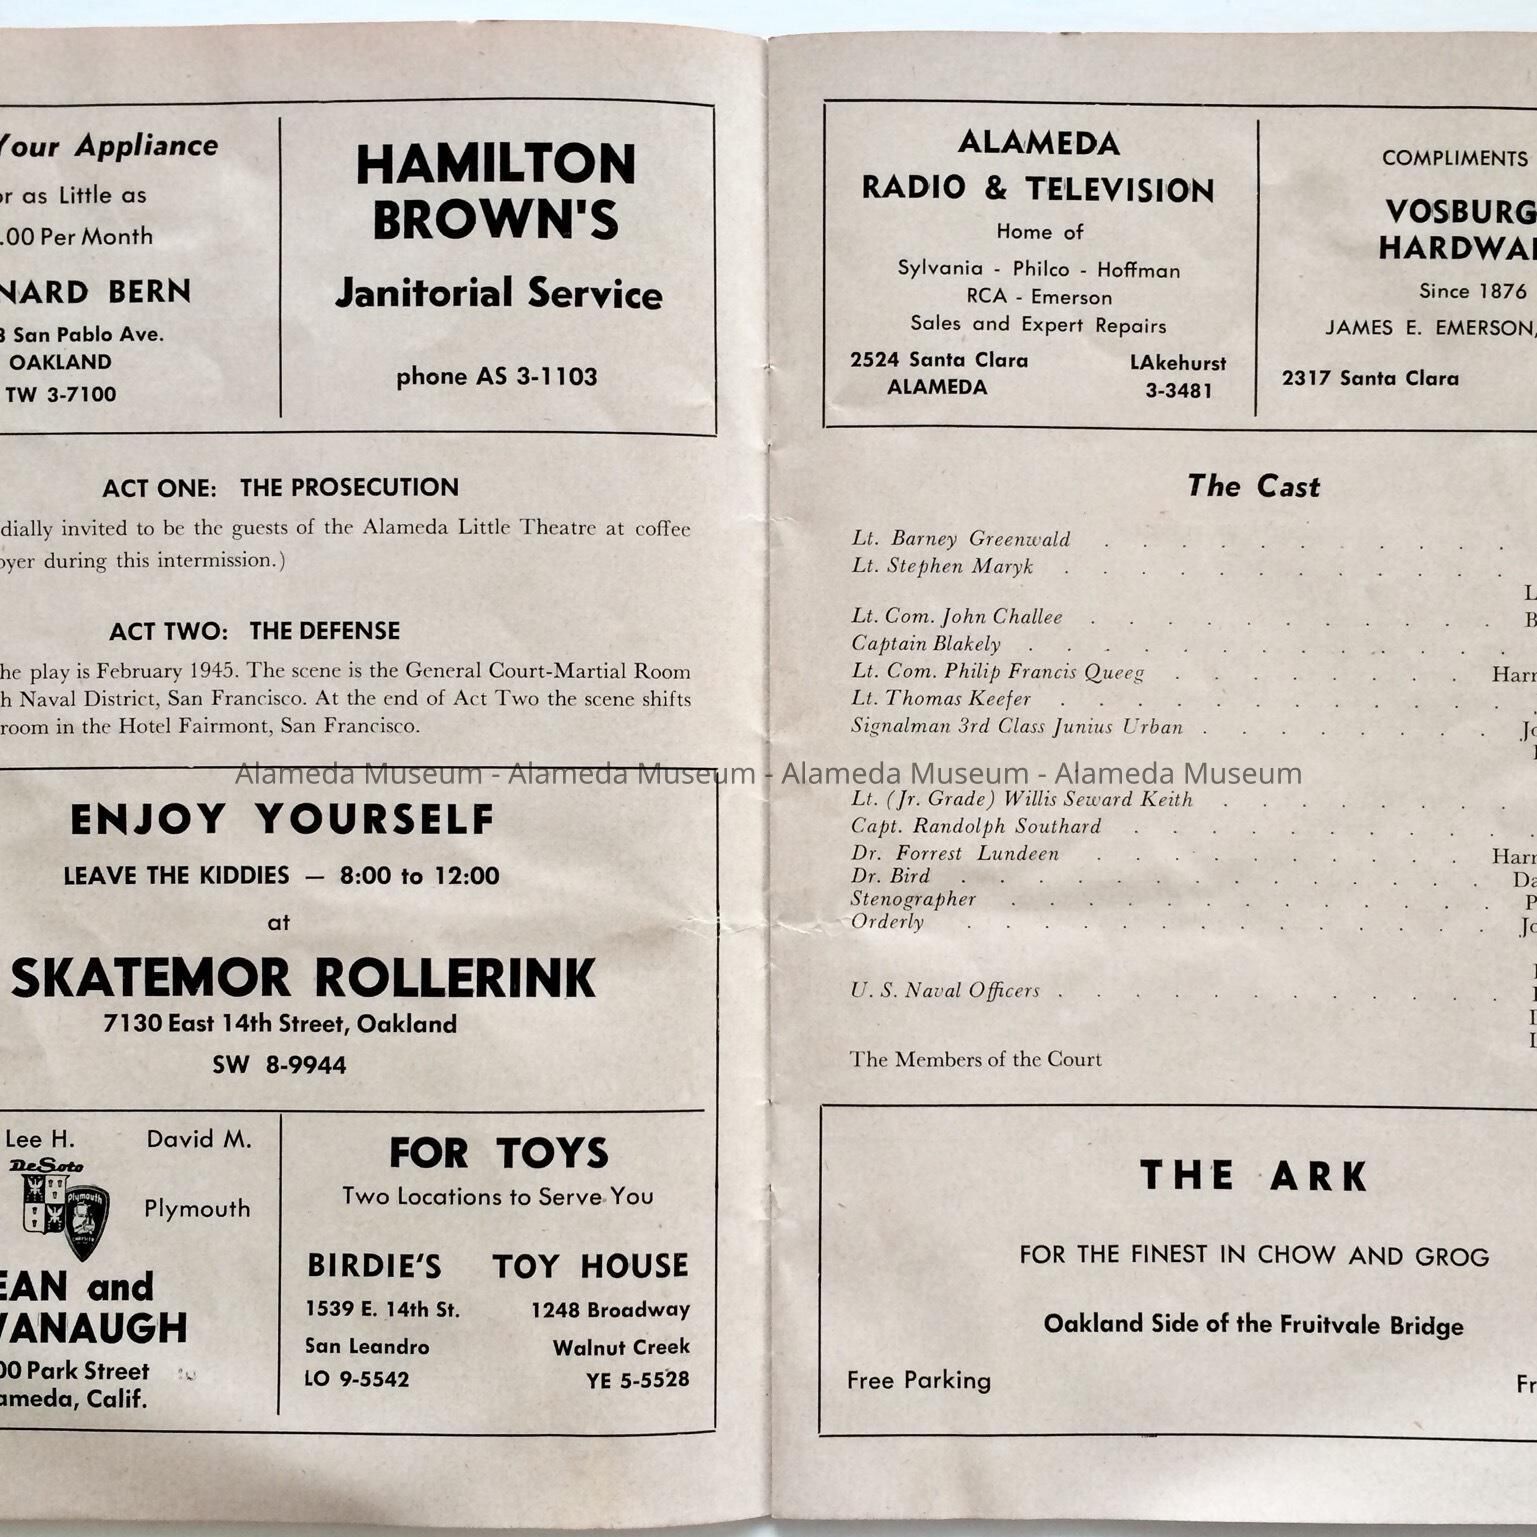 Your Appliance
or as Little as
.00 Per Month
NARD BERN
San Pablo Ave.
OAKLAND
TW 3-7100
HAMILTON
BROWN'S
Janitorial Service
phone AS 3-1103
ACT ONE: THE PROSECUTION
dially invited to be the guests of the Alameda Little Theatre at coffee
oyer during this intermission.)
ACT TWO: THE DEFENSE
he play is February 1945. The scene is the General Court-Martial Room
h Naval District, San Francisco. At the end of Act Two the scene shifts
room in the Hotel Fairmont, San Francisco.
ENJOY YOURSELF
LEAVE THE KIDDIES — 8:00 to 12:00
at
SKATEMOR ROLLERINK
7130 East 14th Street, Oakland
SW 8-9944
Lee H. David M.
DeSoto
Plymouth
Plymouth
EAN and
VANAUGH
00 Park Street
ameda, Calif.
FOR TOYS
Two Locations to Serve You
BIRDIE'S TOY HOUSE
1539 E. 14th St. 1248 Broadway
San Leandro Walnut Creek
LO 9-5542 YE 5-5528
ALAMEDA
RADIO & TELEVISION
Home of
Sylvania - Philco - Hoffman
RCA - Emerson
Sales and Expert Repairs
2524 Santa Clara LAkehurst
ALAMEDA 3-3481
COMPLIMENTS
VOSBURG
HARDWA
Since 1876
JAMES E. EMERSON,
2317 Santa Clara
The Cast
Lt. Barney Greenwald
Lt. Stephen Maryk
L
Lt. Com. John Challee B
Captain Blakely
Lt. Com. Philip Francis Queeg Harr
Lt. Thomas Keefer
Signalman 3rd Class Junius Urban Jo
Alameda Museum - Alameda Museum - Alameda Museum - Alameda Museum
Lt. (Jr. Grade) Willis Seward Keith
Capt. Randolph Southard
Dr. Forrest Lundeen Harr
Dr. Bird Da
Stenographer P
Orderly Jo
U. S. Naval Officers
The Members of the Court
THE ARK
FOR THE FINEST IN CHOW AND GROG
Oakland Side of the Fruitvale Bridge
Free Parking Fr